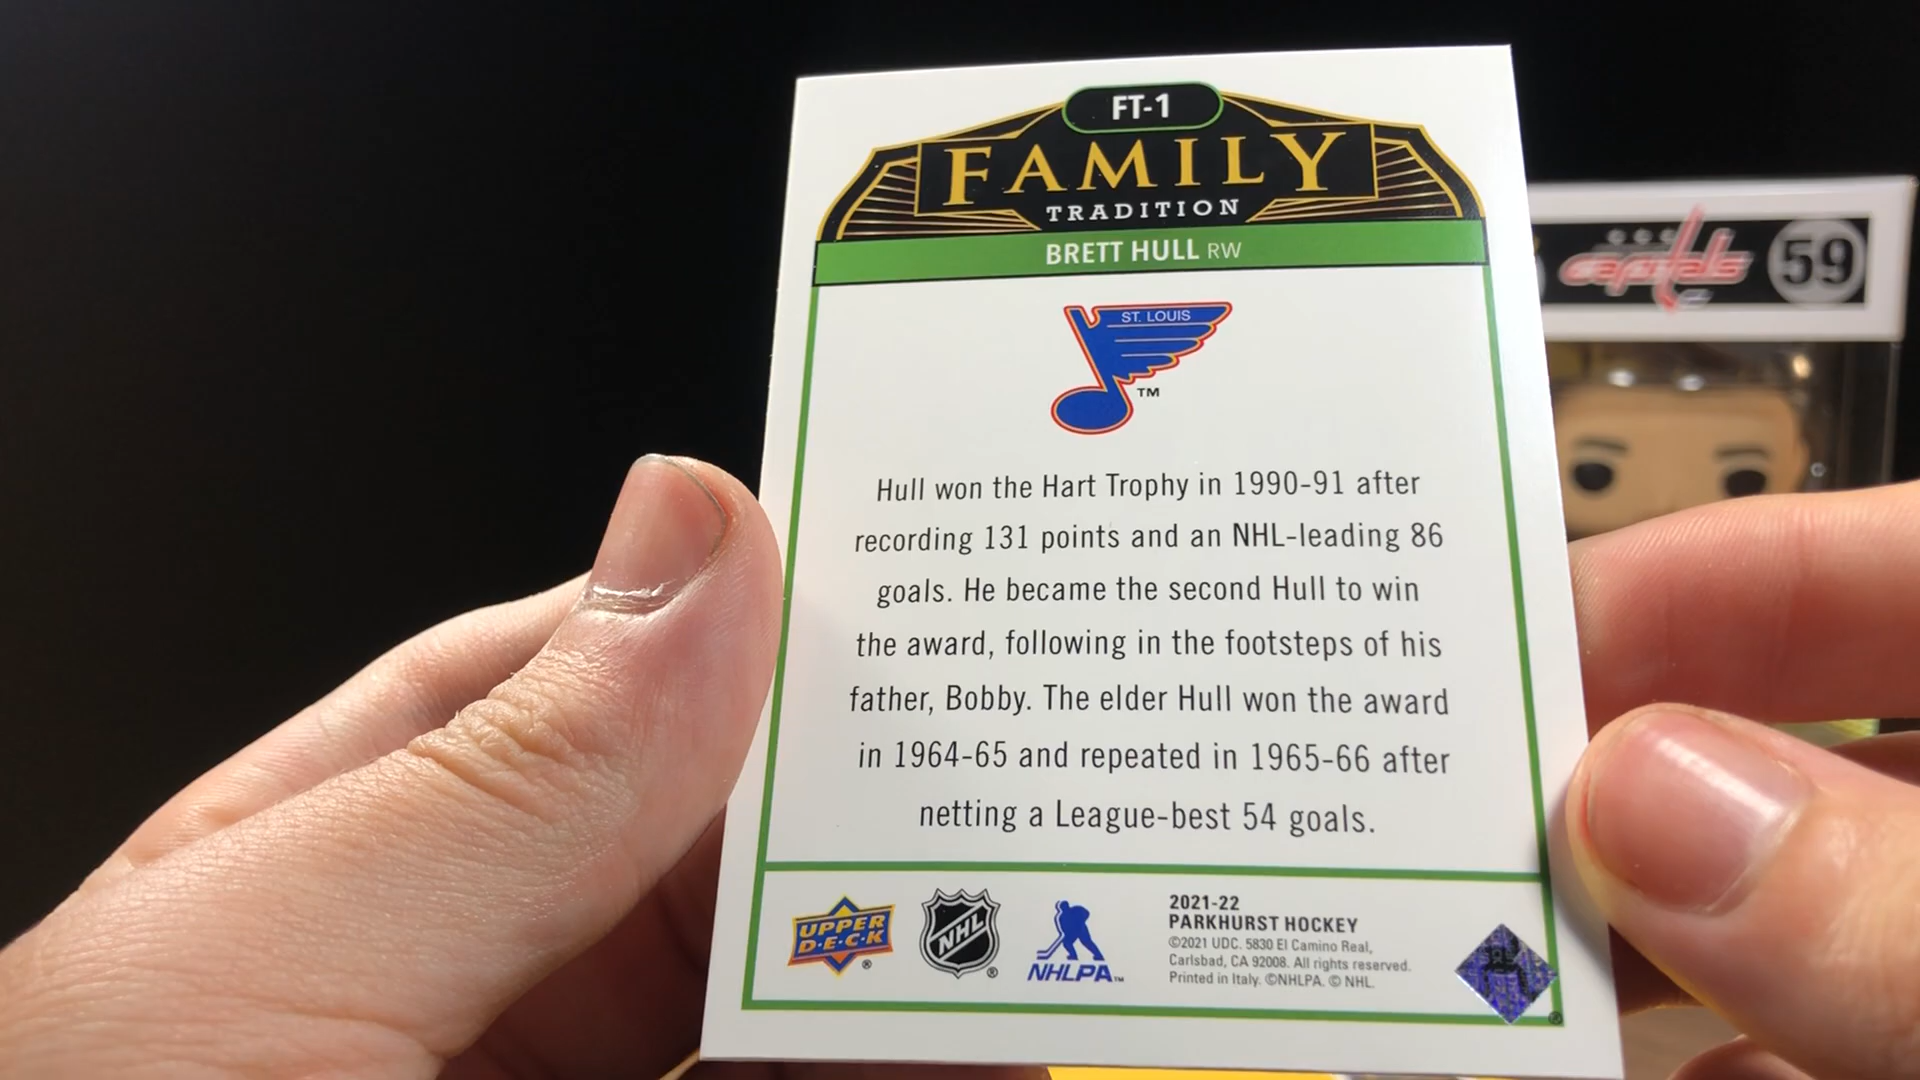 FT-1
FAMILY
TRADITION
BRETT HULL RW
ST. LOUIS
TM
Hull won the Hart Trophy in 1990-91 after
recording 131 points and an NHL-leading 86
goals. He became the second Hull to win
the award, following in the footsteps of his
father, Bobby. The elder Hull won the award
in 1964-65 and repeated in 1965-66 after
netting a League-best 54 goals.
UPPER
D·E·C·K
®
NHL
®
NHLPA™
2021-22
PARKHURST HOCKEY
©2021 UDC. 5830 El Camino Real,
Carlsbad, CA 92008. All rights reserved.
Printed in Italy. ©NHLPA. © NHL.
®
capitals
59